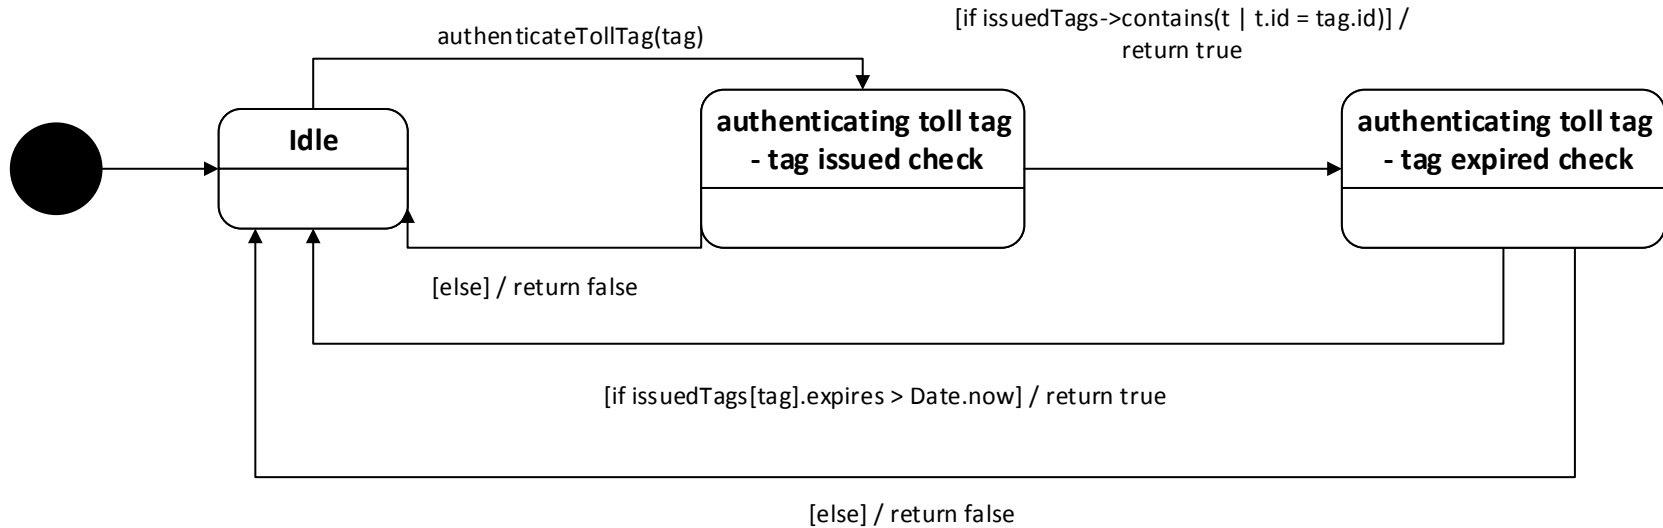 [if issuedTags->contains(t | t.id = tag.id)] /
return true
authenticateTollTag(tag)
Idle
authenticating toll tag
- tag issued check
authenticating toll tag
- tag expired check
[else] / return false
[if issuedTags[tag].expires > Date.now] / return true
[else] / return false